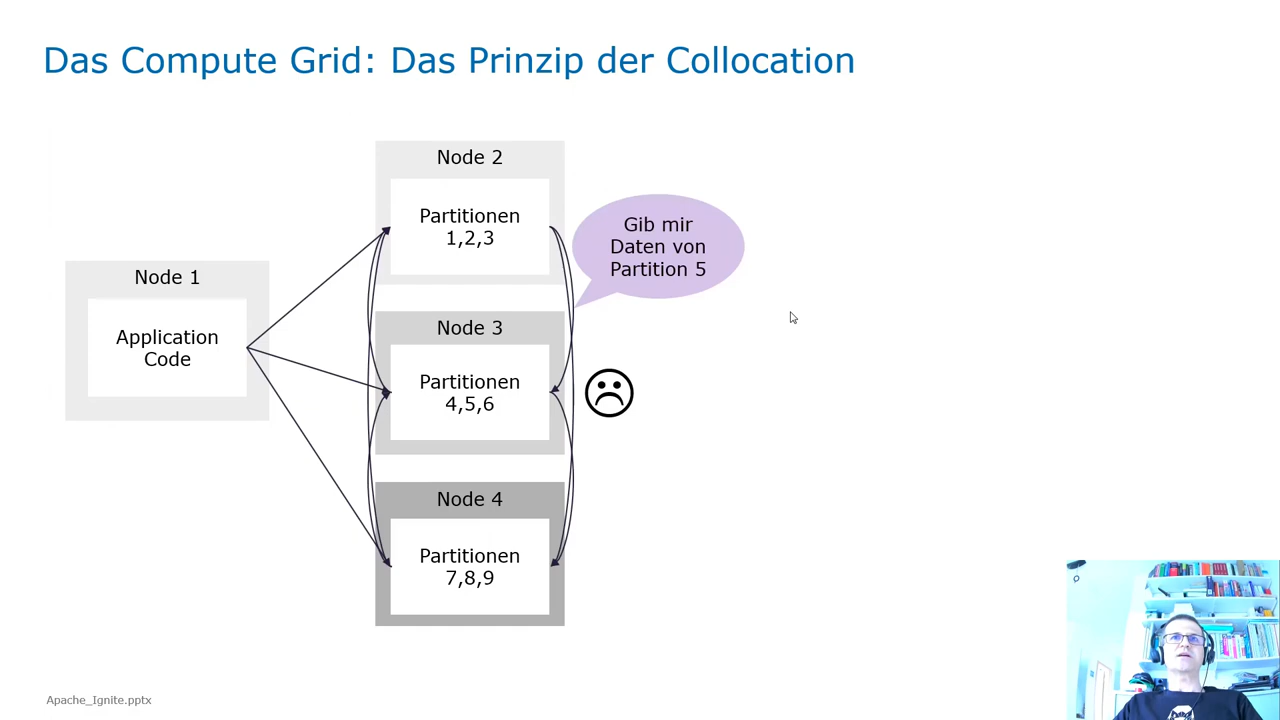 Das Compute Grid: Das Prinzip der Collocation
Node 1
Application
Code
Node 2
Partitionen
1,2,3
Gib mir
Daten von
Partition 5
Node 3
Partitionen
4,5,6
Node 4
Partitionen
7,8,9
Apache_Ignite.pptx